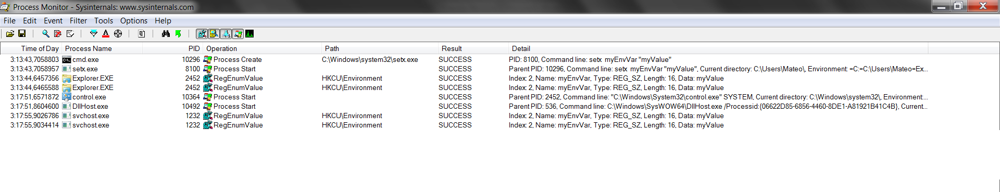 Process Monitor - Sysinternals: www.sysinternals.com
File Edit Event Filter Tools Options Help
Time of Day Process Name PID Operation Path Result Detail
3:13:43,7058803 cmd.exe 10296 Process Create C:\Windows\system32\setx.exe SUCCESS PID: 8100, Command line: setx myEnvVar "myValue"
3:13:43,7058957 setx.exe 8100 Process Start SUCCESS Parent PID: 10296, Command line: setx myEnvVar "myValue", Current directory: C:\Users\Mateo\, Environment: =C:=C:\Users\Mateo=Ex...
3:13:44,6457356 Explorer.EXE 2452 RegEnumValue HKCU\Environment SUCCESS Index: 2, Name: myEnvVar, Type: REG_SZ, Length: 16, Data: myValue
3:13:44,6465588 Explorer.EXE 2452 RegEnumValue HKCU\Environment SUCCESS Index: 2, Name: myEnvVar, Type: REG_SZ, Length: 16, Data: myValue
3:17:51,6571872 control.exe 10364 Process Start SUCCESS Parent PID: 2452, Command line: "C:\Windows\System32\control.exe" SYSTEM, Current directory: C:\Windows\system32\, Environment:...
3:17:51,8604600 DllHost.exe 10492 Process Start SUCCESS Parent PID: 536, Command line: C:\Windows\SysWOW64\DllHost.exe /Processid:{06622D85-6856-4460-8DE1-A81921B41C4B}, Current...
3:17:55,9026786 svchost.exe 1232 RegEnumValue HKCU\Environment SUCCESS Index: 2, Name: myEnvVar, Type: REG_SZ, Length: 16, Data: myValue
3:17:55,9034414 svchost.exe 1232 RegEnumValue HKCU\Environment SUCCESS Index: 2, Name: myEnvVar, Type: REG_SZ, Length: 16, Data: myValue